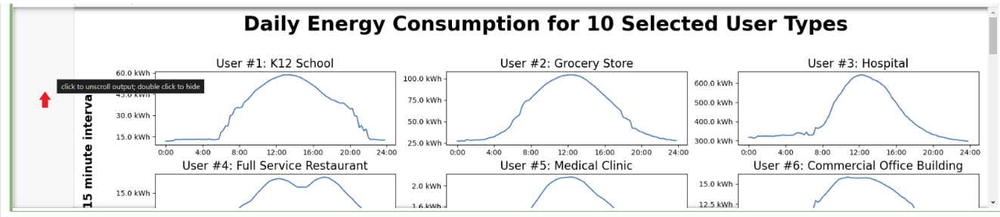 Daily Energy Consumption for 10 Selected User Types
User #1: K12 School
60.0 kWh
click to unscroll output; double click to hide
45.0 kWh
30.0 kWh
15.0 kWh
0:00 4:00 8:00 12:00 16:00 20:00 24:00
User #2: Grocery Store
100.0 kWh
75.0 kWh
50.0 kWh
25.0 kWh
0:00 4:00 8:00 12:00 16:00 20:00 24:00
User #3: Hospital
600.0 kWh
500.0 kWh
400.0 kWh
300.0 kWh
0:00 4:00 8:00 12:00 16:00 20:00 24:00
15 minute interva
User #4: Full Service Restaurant
15.0 kWh
User #5: Medical Clinic
2.0 kWh
1.6 kWh
User #6: Commercial Office Building
15.0 kWh
12.5 kWh